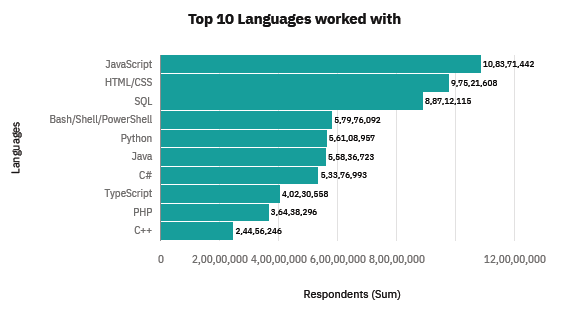 Top 10 Languages worked with
Languages
JavaScript 10,83,71,442
HTML/CSS 9,75,21,608
SQL 8,87,12,115
Bash/Shell/PowerShell 5,79,76,092
Python 5,61,08,957
Java 5,58,36,723
C# 5,33,76,993
TypeScript 4,02,30,558
PHP 3,64,38,296
C++ 2,44,56,246
0 2,00,00,000 4,00,00,000 6,00,00,000 8,00,00,000 12,00,00,000
Respondents (Sum)